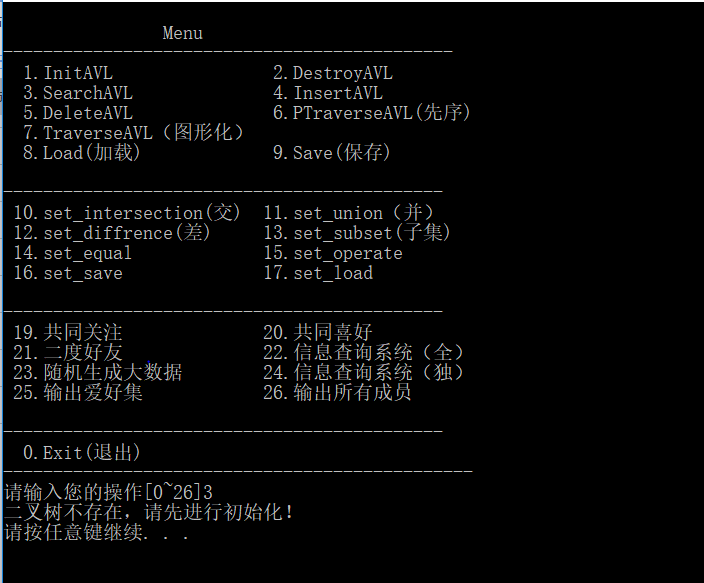 Menu
1.InitAVL 2.DestroyAVL
3.SearchAVL 4.InsertAVL
5.DeleteAVL 6.PTraverseAVL(先序)
7.TraverseAVL（图形化）
8.Load(加载) 9.Save(保存)
10.set_intersection(交) 11.set_union（并）
12.set_diffrence(差) 13.set_subset(子集)
14.set_equal 15.set_operate
16.set_save 17.set_load
19.共同关注 20.共同喜好
21.二度好友 22.信息查询系统（全）
23.随机生成大数据 24.信息查询系统（独）
25.输出爱好集 26.输出所有成员
0.Exit(退出)
请输入您的操作[0~26]3
二叉树不存在，请先进行初始化！
请按任意键继续. . .